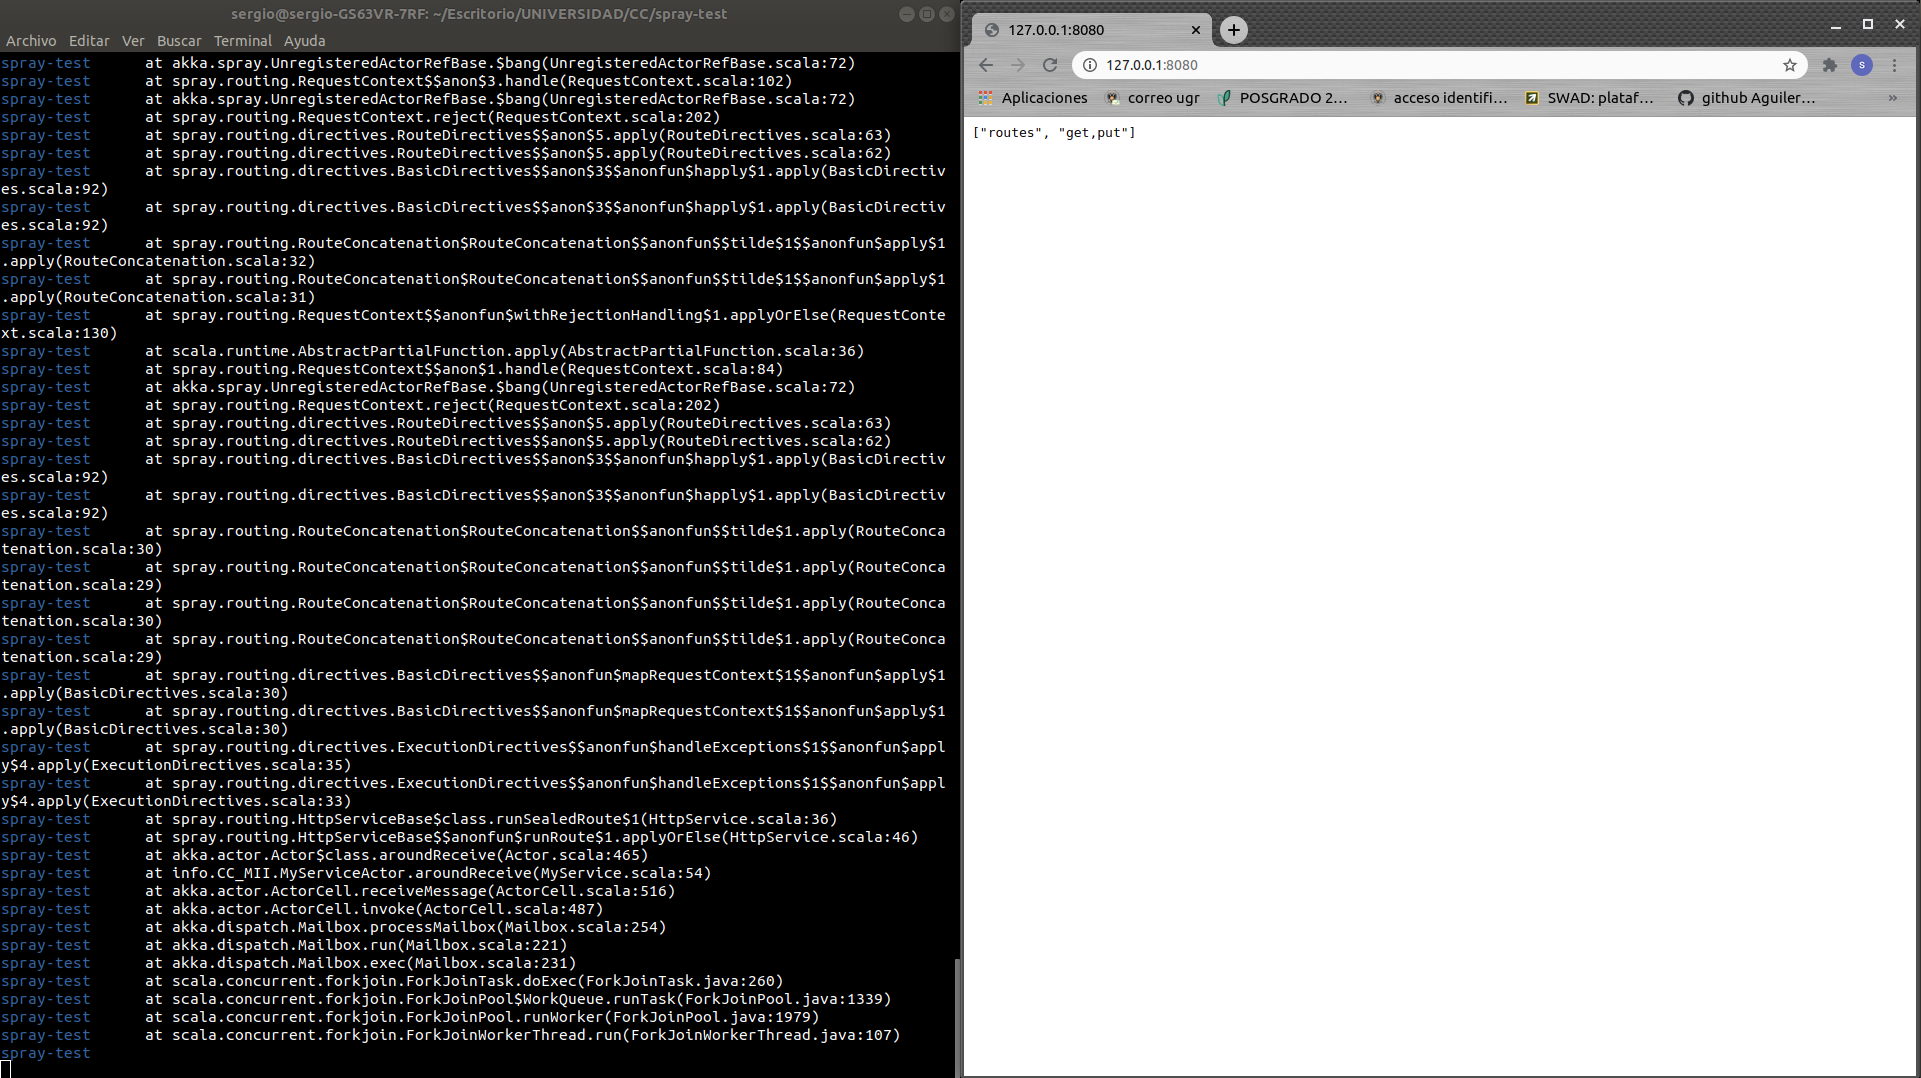 sergio@sergio-GS63VR-7RF: ~/Escritorio/UNIVERSIDAD/CC/spray-test
Archivo Editar Ver Buscar Terminal Ayuda
spray-test      at akka.spray.UnregisteredActorRefBase.$bang(UnregisteredActorRefBase.scala:72)
spray-test      at spray.routing.RequestContext$$anon$3.handle(RequestContext.scala:102)
spray-test      at akka.spray.UnregisteredActorRefBase.$bang(UnregisteredActorRefBase.scala:72)
spray-test      at spray.routing.RequestContext.reject(RequestContext.scala:202)
spray-test      at spray.routing.directives.RouteDirectives$$anon$5.apply(RouteDirectives.scala:63)
spray-test      at spray.routing.directives.RouteDirectives$$anon$5.apply(RouteDirectives.scala:62)
spray-test      at spray.routing.directives.BasicDirectives$$anon$3$$anonfun$happly$1.apply(BasicDirectiv
es.scala:92)
spray-test      at spray.routing.directives.BasicDirectives$$anon$3$$anonfun$happly$1.apply(BasicDirectiv
es.scala:92)
spray-test      at spray.routing.RouteConcatenation$RouteConcatenation$$anonfun$$tilde$1$$anonfun$apply$1
.apply(RouteConcatenation.scala:32)
spray-test      at spray.routing.RouteConcatenation$RouteConcatenation$$anonfun$$tilde$1$$anonfun$apply$1
.apply(RouteConcatenation.scala:31)
spray-test      at spray.routing.RequestContext$$anonfun$withRejectionHandling$1.applyOrElse(RequestConte
xt.scala:130)
spray-test      at scala.runtime.AbstractPartialFunction.apply(AbstractPartialFunction.scala:36)
spray-test      at spray.routing.RequestContext$$anon$1.handle(RequestContext.scala:84)
spray-test      at akka.spray.UnregisteredActorRefBase.$bang(UnregisteredActorRefBase.scala:72)
spray-test      at spray.routing.RequestContext.reject(RequestContext.scala:202)
spray-test      at spray.routing.directives.RouteDirectives$$anon$5.apply(RouteDirectives.scala:63)
spray-test      at spray.routing.directives.RouteDirectives$$anon$5.apply(RouteDirectives.scala:62)
spray-test      at spray.routing.directives.BasicDirectives$$anon$3$$anonfun$happly$1.apply(BasicDirectiv
es.scala:92)
spray-test      at spray.routing.directives.BasicDirectives$$anon$3$$anonfun$happly$1.apply(BasicDirectiv
es.scala:92)
spray-test      at spray.routing.RouteConcatenation$RouteConcatenation$$anonfun$$tilde$1.apply(RouteConca
tenation.scala:30)
spray-test      at spray.routing.RouteConcatenation$RouteConcatenation$$anonfun$$tilde$1.apply(RouteConca
tenation.scala:29)
spray-test      at spray.routing.RouteConcatenation$RouteConcatenation$$anonfun$$tilde$1.apply(RouteConca
tenation.scala:30)
spray-test      at spray.routing.RouteConcatenation$RouteConcatenation$$anonfun$$tilde$1.apply(RouteConca
tenation.scala:29)
spray-test      at spray.routing.directives.BasicDirectives$$anonfun$mapRequestContext$1$$anonfun$apply$1
.apply(BasicDirectives.scala:30)
spray-test      at spray.routing.directives.BasicDirectives$$anonfun$mapRequestContext$1$$anonfun$apply$1
.apply(BasicDirectives.scala:30)
spray-test      at spray.routing.directives.ExecutionDirectives$$anonfun$handleExceptions$1$$anonfun$appl
y$4.apply(ExecutionDirectives.scala:35)
spray-test      at spray.routing.directives.ExecutionDirectives$$anonfun$handleExceptions$1$$anonfun$appl
y$4.apply(ExecutionDirectives.scala:33)
spray-test      at spray.routing.HttpServiceBase$class.runSealedRoute$1(HttpService.scala:36)
spray-test      at spray.routing.HttpServiceBase$$anonfun$runRoute$1.applyOrElse(HttpService.scala:46)
spray-test      at akka.actor.Actor$class.aroundReceive(Actor.scala:465)
spray-test      at info.CC_MII.MyServiceActor.aroundReceive(MyService.scala:54)
spray-test      at akka.actor.ActorCell.receiveMessage(ActorCell.scala:516)
spray-test      at akka.actor.ActorCell.invoke(ActorCell.scala:487)
spray-test      at akka.dispatch.Mailbox.processMailbox(Mailbox.scala:254)
spray-test      at akka.dispatch.Mailbox.run(Mailbox.scala:221)
spray-test      at akka.dispatch.Mailbox.exec(Mailbox.scala:231)
spray-test      at scala.concurrent.forkjoin.ForkJoinTask.doExec(ForkJoinTask.java:260)
spray-test      at scala.concurrent.forkjoin.ForkJoinPool$WorkQueue.runTask(ForkJoinPool.java:1339)
spray-test      at scala.concurrent.forkjoin.ForkJoinPool.runWorker(ForkJoinPool.java:1979)
spray-test      at scala.concurrent.forkjoin.ForkJoinWorkerThread.run(ForkJoinWorkerThread.java:107)
spray-test
127.0.0.1:8080
127.0.0.1:8080
S
Aplicaciones correo ugr POSGRADO 2... acceso identifi... SWAD: plataf... github Aguiler... »
["routes", "get,put"]